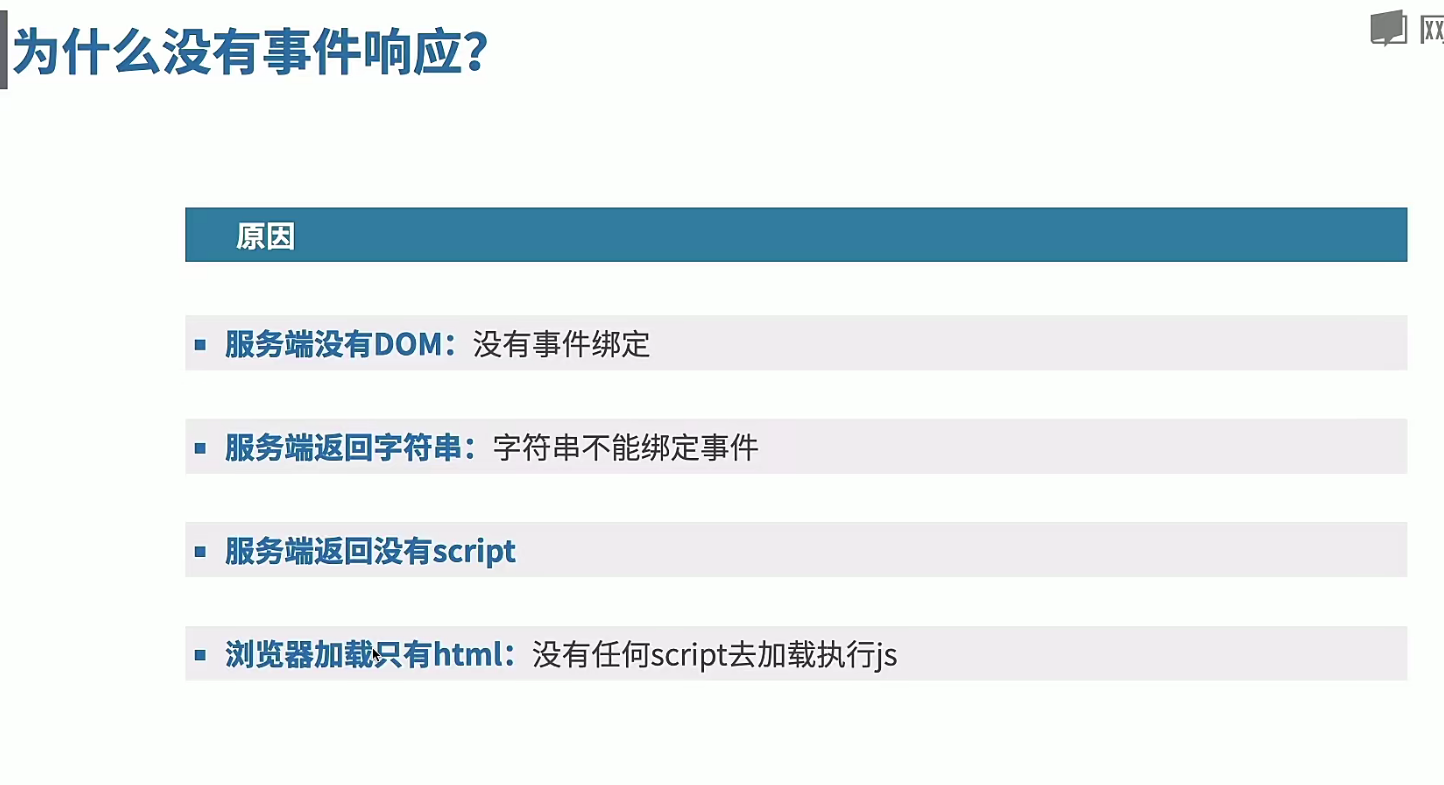 为什么没有事件响应？
原因
服务端没有DOM：没有事件绑定
服务端返回字符串：字符串不能绑定事件
服务端返回没有script
浏览器加载只有html：没有任何script去加载执行js